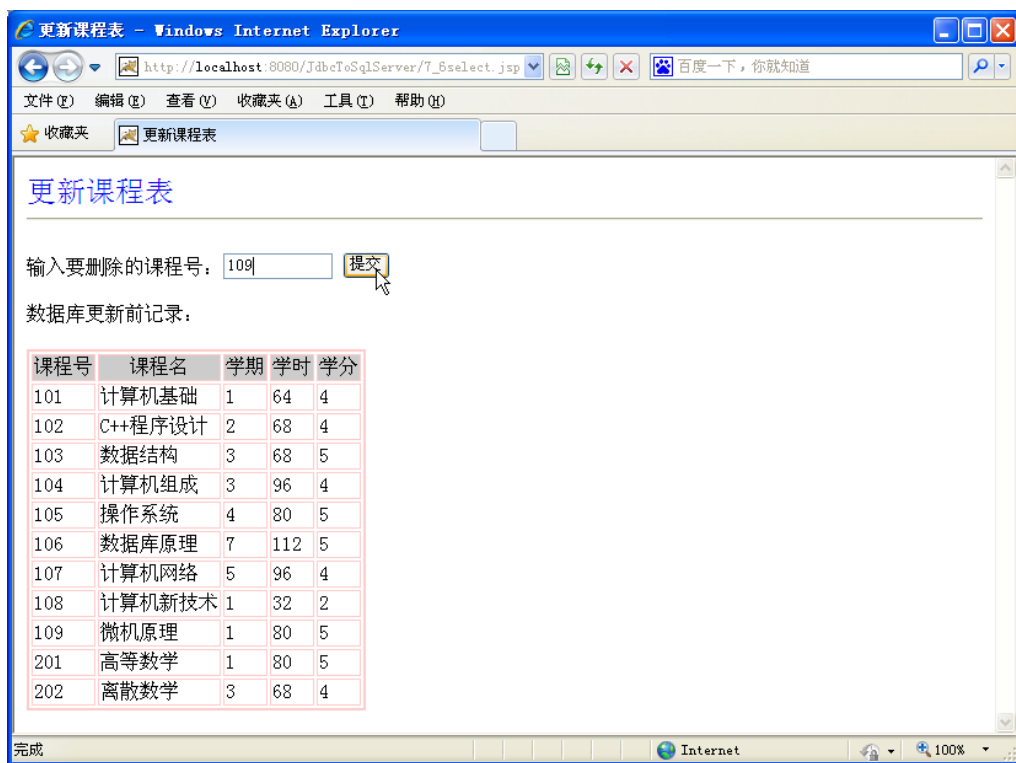 更新课程表 - Windows Internet Explorer
http://localhost:8080/JdbcToSqlServer/7_6select.jsp 百度一下，你就知道
文件(F) 编辑(E) 查看(V) 收藏夹(A) 工具(T) 帮助(H)
收藏夹 更新课程表
更新课程表
输入要删除的课程号： 109 提交
数据库更新前记录：
课程号 课程名 学期 学时 学分
101 计算机基础 1 64 4
102 C++程序设计 2 68 4
103 数据结构 3 68 5
104 计算机组成 3 96 4
105 操作系统 4 80 5
106 数据库原理 7 112 5
107 计算机网络 5 96 4
108 计算机新技术 1 32 2
109 微机原理 1 80 5
201 高等数学 1 80 5
202 离散数学 3 68 4
完成 Internet 100%